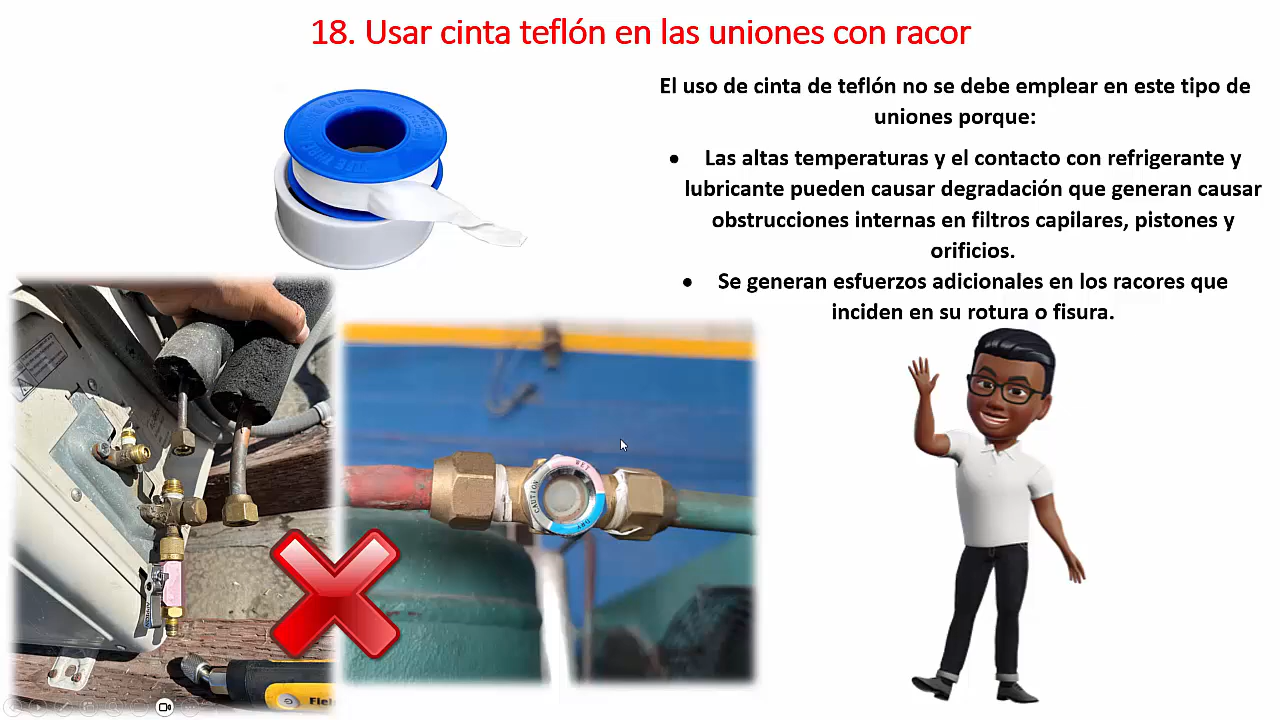 18. Usar cinta teflón en las uniones con racor
El uso de cinta de teflón no se debe emplear en este tipo de
uniones porque:
• Las altas temperaturas y el contacto con refrigerante y
lubricante pueden causar degradación que generan causar
obstrucciones internas en filtros capilares, pistones y
orificios.
• Se generan esfuerzos adicionales en los racores que
inciden en su rotura o fisura.
WET
CAUTION
DRY